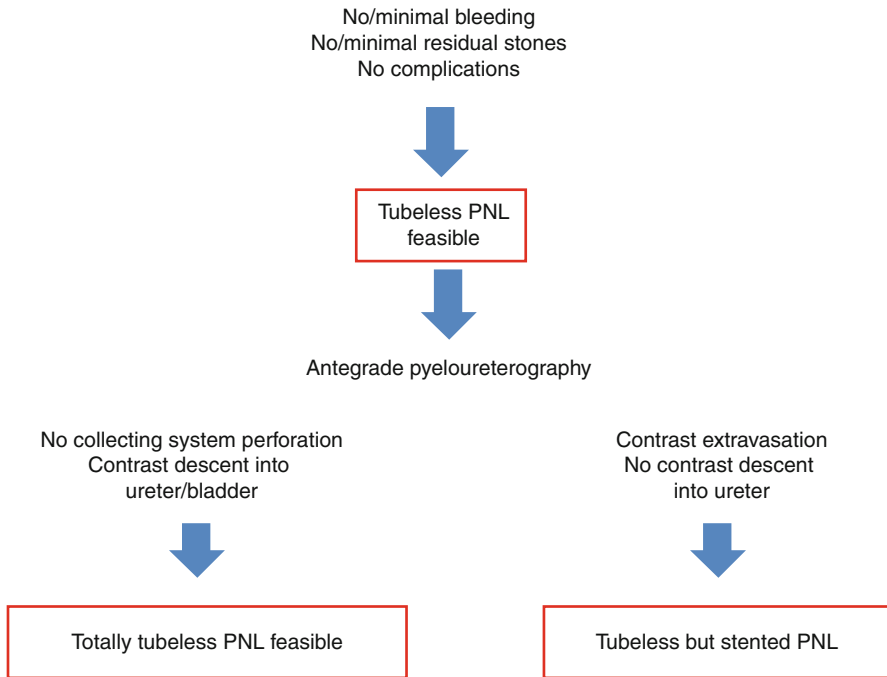 No/minimal bleeding
No/minimal residual stones
No complications
Tubeless PNL
feasible
Antegrade pyeloureterography
No collecting system perforation
Contrast descent into
ureter/bladder
Contrast extravasation
No contrast descent
into ureter
Totally tubeless PNL feasible
Tubeless but stented PNL